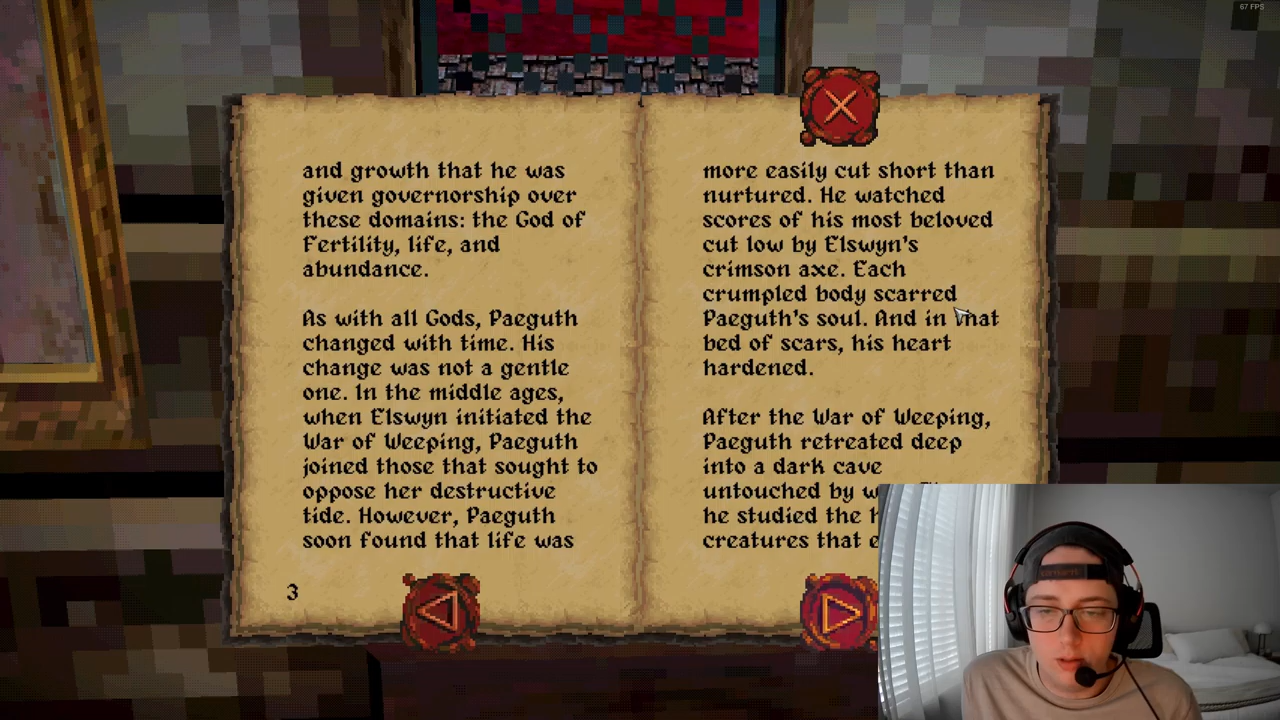 67 FPS
and growth that he was
given governorship over
these domains: the God of
Fertility, life, and
abundance.
As with all Gods, Paeguth
changed with time. His
change was not a gentle
one. In the middle ages,
when Elswyn initiated the
War of Weeping, Paeguth
joined those that sought to
oppose her destructive
tide. However, Paeguth
soon found that life was
3
more easily cut short than
nurtured. He watched
scores of his most beloved
cut low by Elswyn's
crimson axe. Each
crumpled body scarred
Paeguth's soul. And in that
bed of scars, his heart
hardened.
After the War of Weeping,
Paeguth retreated deep
into a dark cave
untouched by
he studied the
creatures that